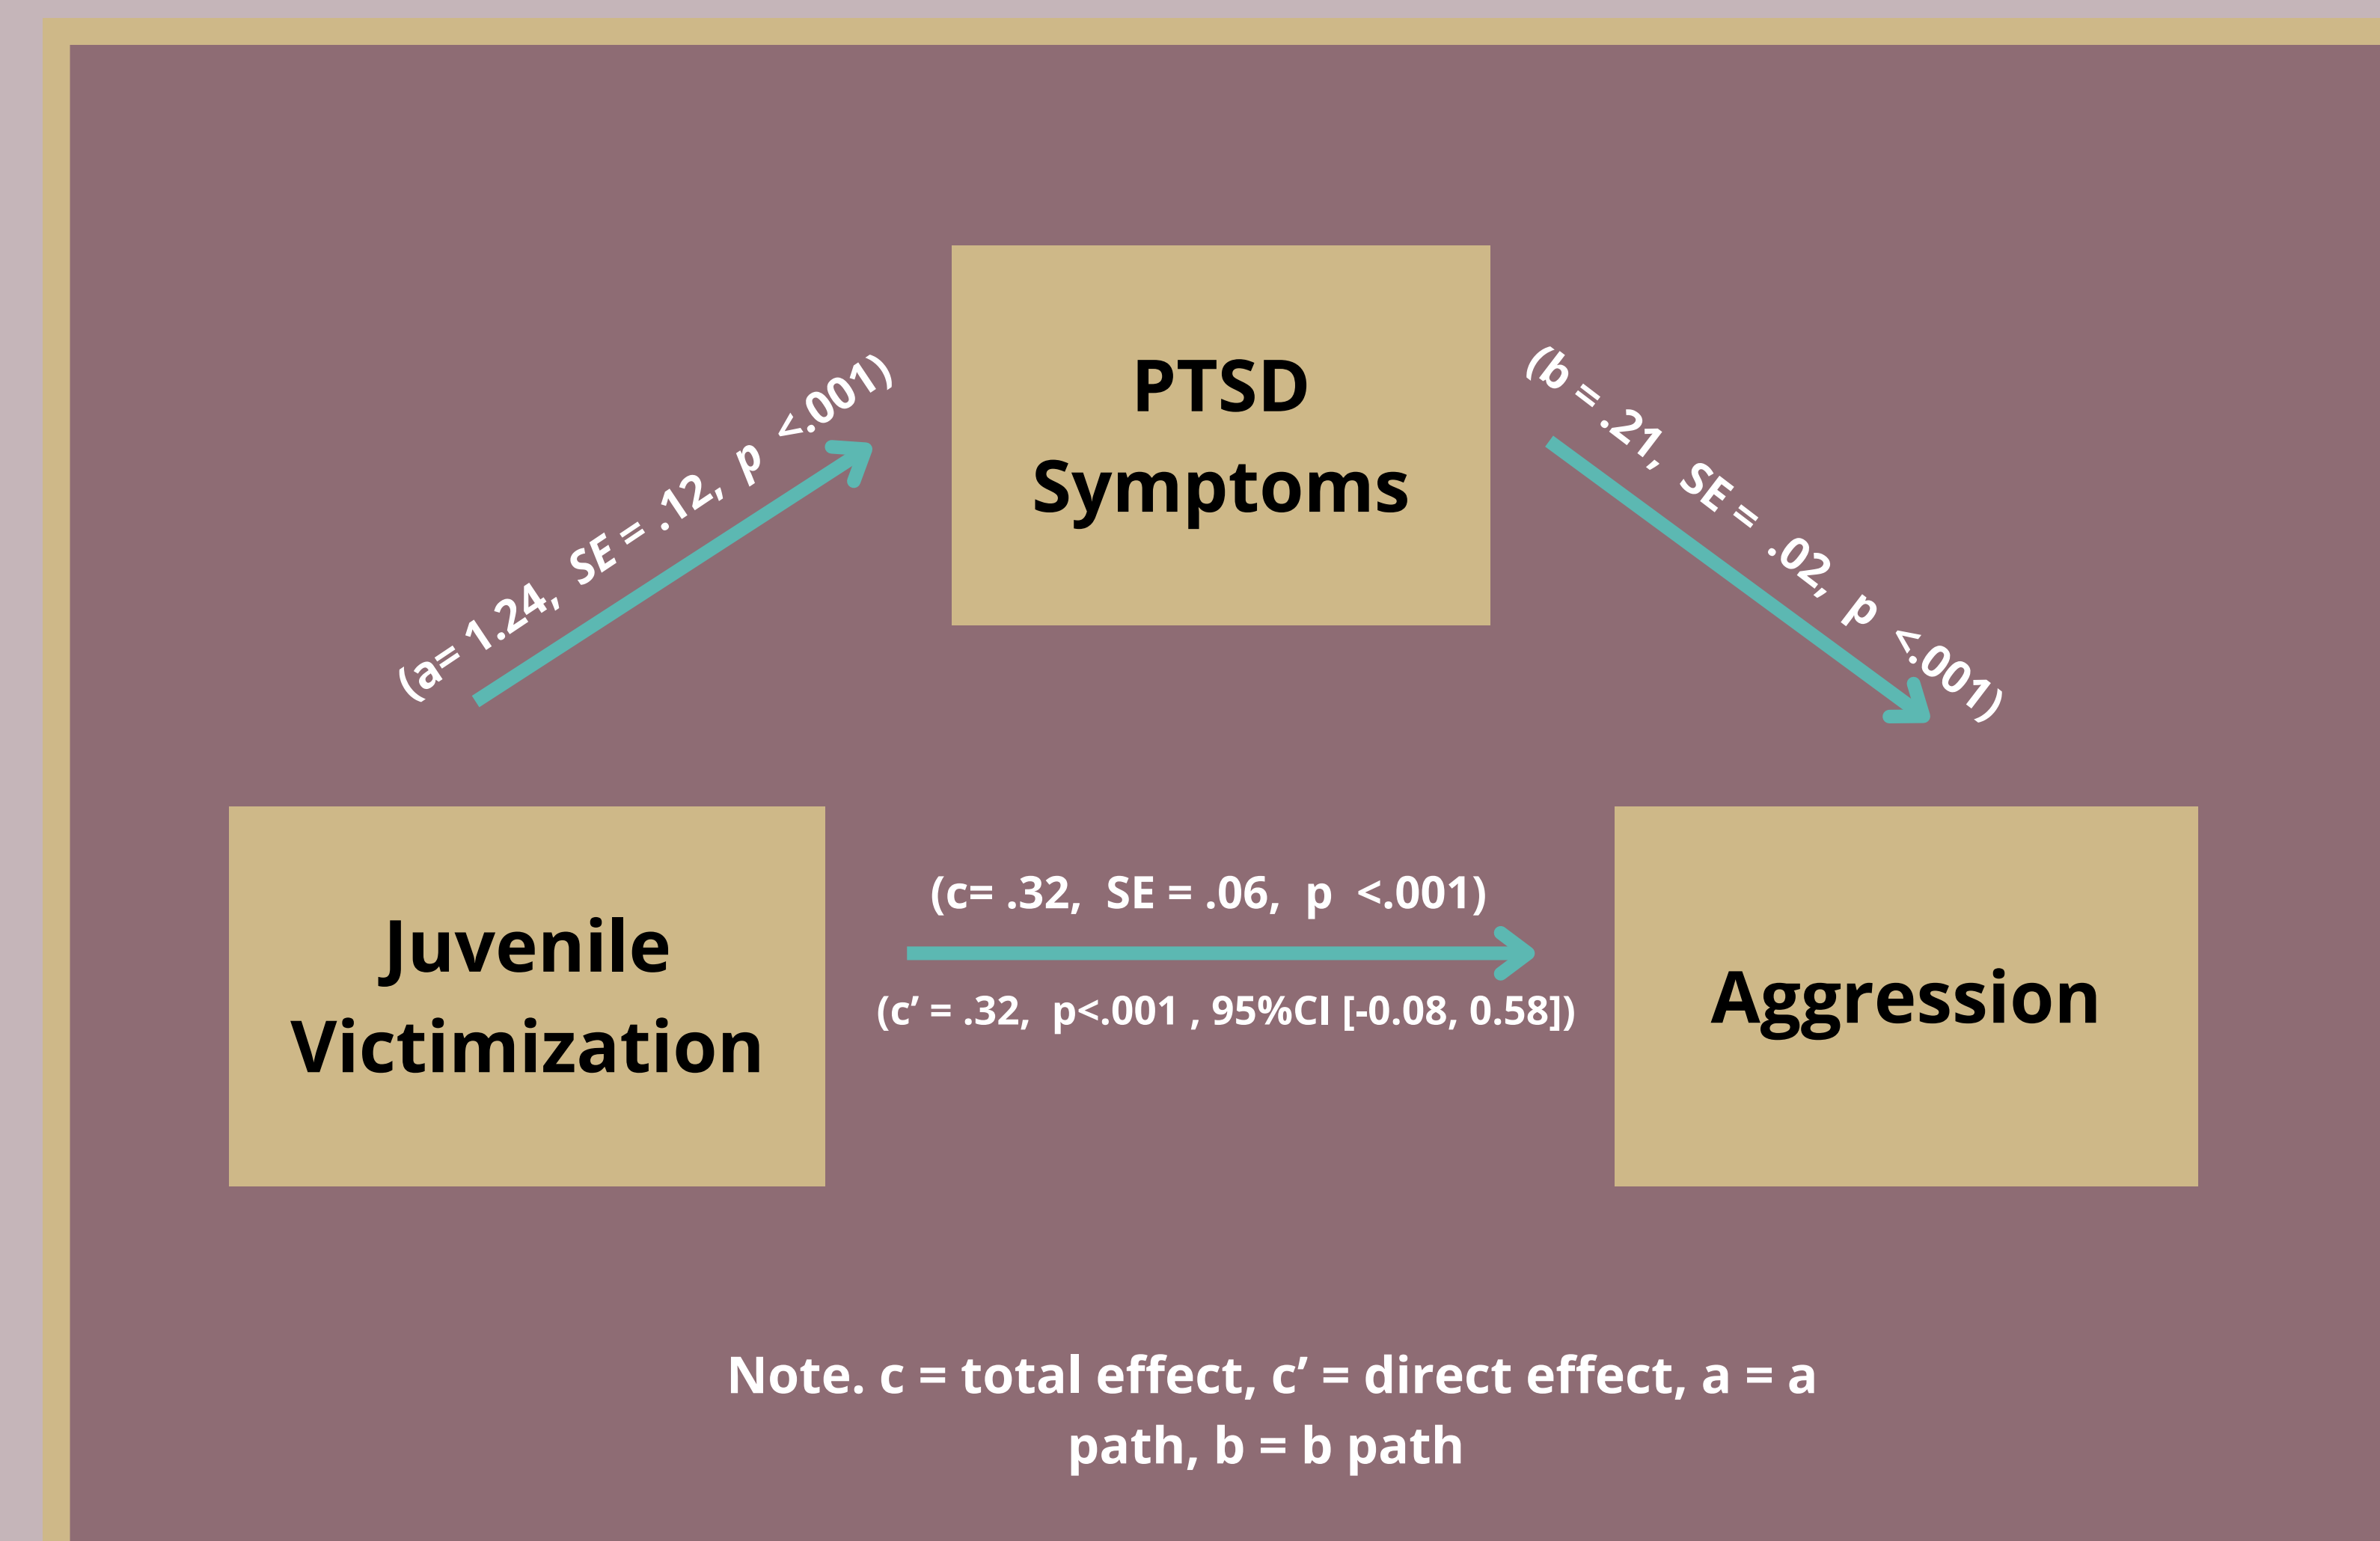 PTSD
Symptoms
(a= 1.24, SE = .12, p <.001)
(b = .21, SE = .02, p <.001)
Juvenile
Victimization
(c= .32, SE = .06, p <.001)
(c’ = .32, p<.001 , 95%CI [-0.08, 0.58])
Aggression
Note. c = total effect, c’ = direct effect, a = a
path, b = b path